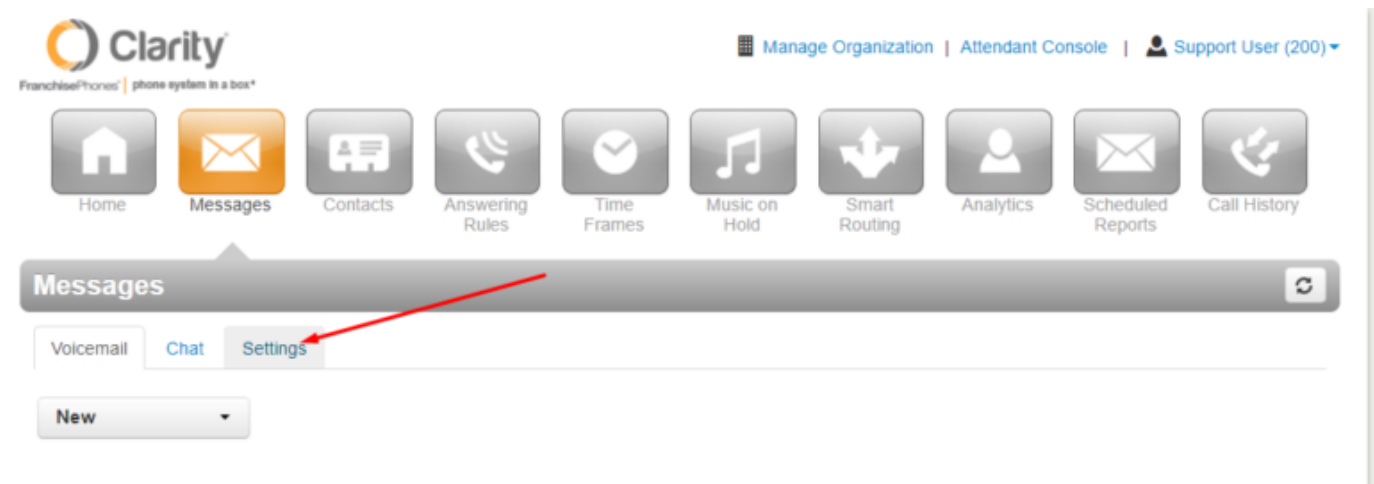 Clarity
FranchisePhones | phone system in a box*
Manage Organization | Attendant Console | Support User (200)
Home
Messages
Contacts
Answering
Rules
Time
Frames
Music on
Hold
Smart
Routing
Analytics
Scheduled
Reports
Call History
Messages
Voicemail Chat Settings
New